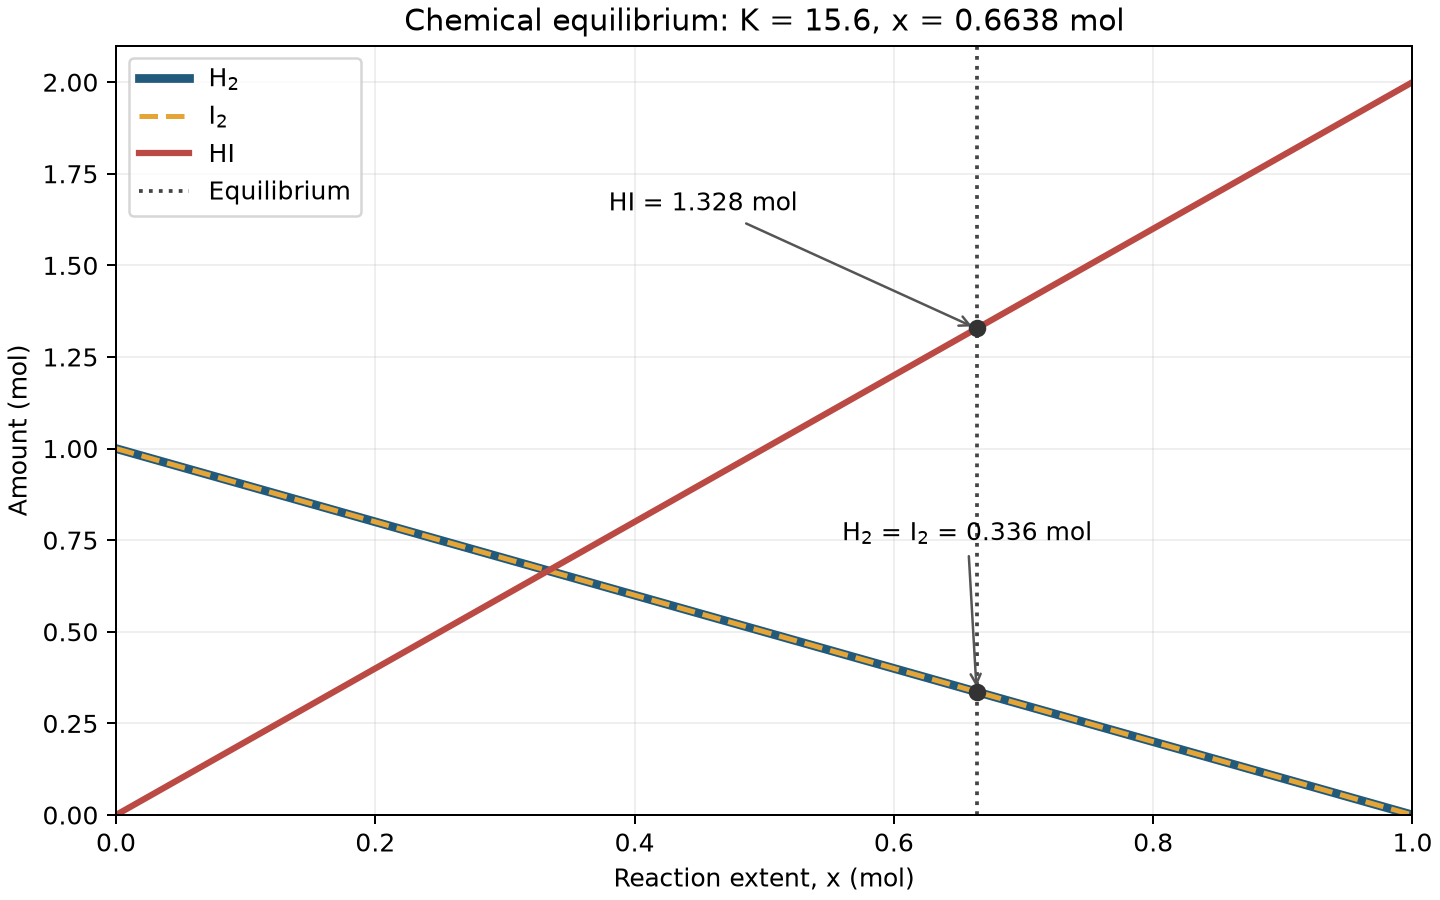 Chemical equilibrium: K = 15.6, x = 0.6638 mol
H₂
I₂
HI
Equilibrium
HI = 1.328 mol
H₂ = I₂ = 0.336 mol
Amount (mol)
2.00
1.75
1.50
1.25
1.00
0.75
0.50
0.25
0.00
0.0 0.2 0.4 0.6 0.8 1.0
Reaction extent, x (mol)